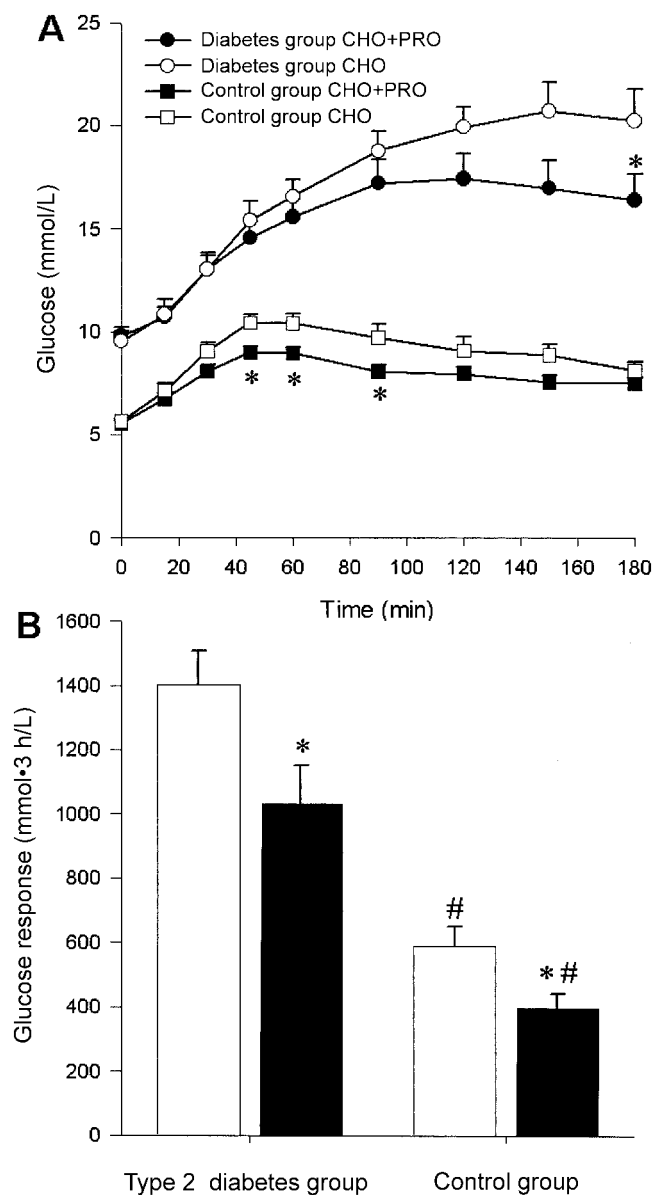 A
Diabetes group CHO+PRO
Diabetes group CHO
Control group CHO+PRO
Control group CHO
25
20
15
10
5
0
Glucose (mmol/L)
*
* * *
0 20 40 60 80 100 120 140 160 180
Time (min)
B
1600
1400
1200
1000
800
600
400
200
0
Glucose response (mmol•3 h/L)
*
#
*#
Type 2 diabetes group Control group